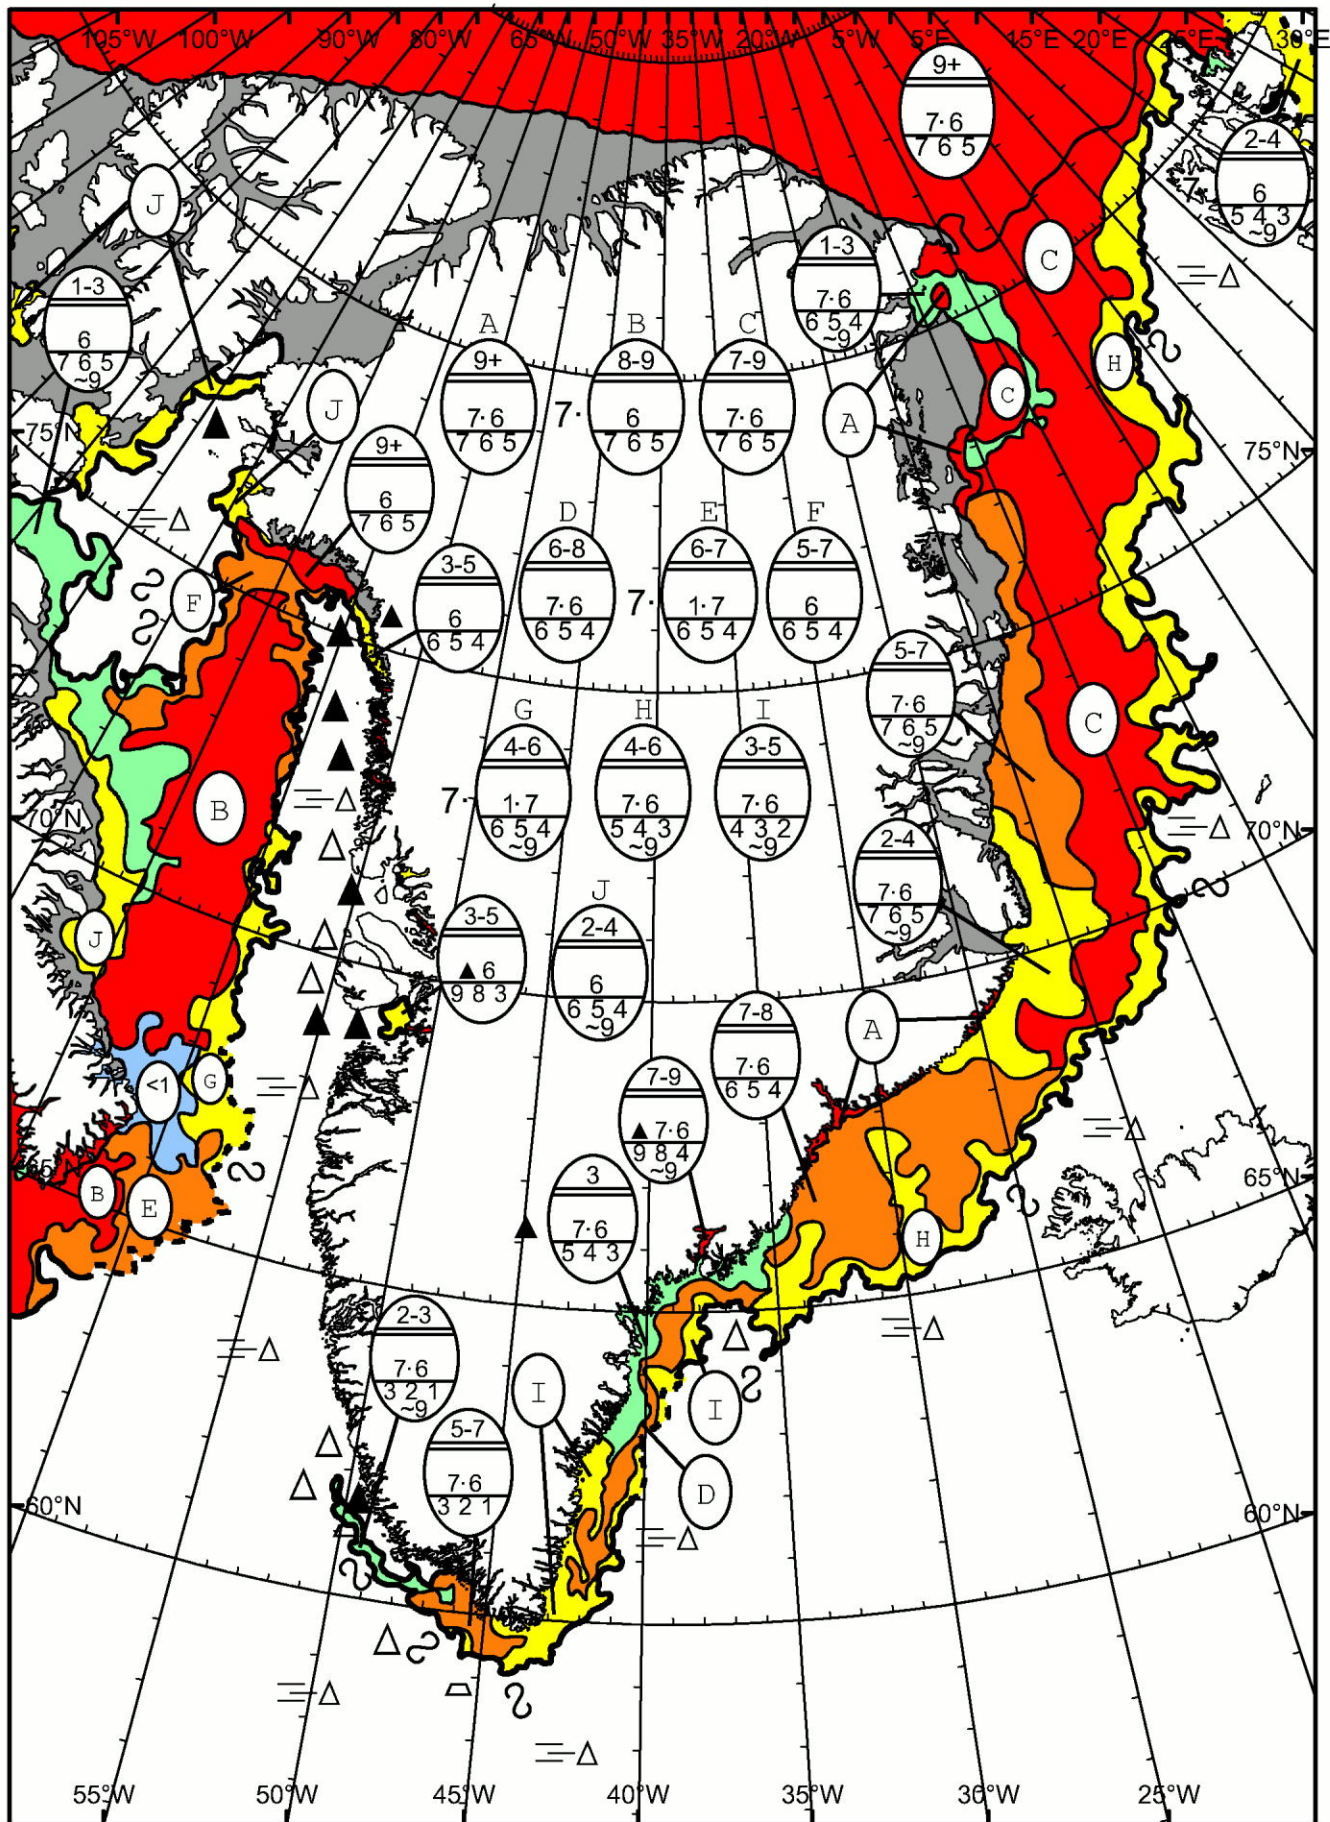 105°W 100°W 90°W 80°W 65°W 50°W 35°W 20°W 5°W 5°E 15°E 20°E 25°E 30°E
9+
7·6
7 6 5
2-4
6
5 4 3
~9
J
C
1-3
7·6
6 5 4
~9
1-3
6
7 6 5
~9
H
A
9+
7·6
7 6 5
B
7·
8-9
6
7 6 5
C
7-9
7·6
7 6 5
J
C
A
75°N
75°N
9+
6
7 6 5
D
6-8
7·6
6 5 4
E
7·
6-7
1·7
6 5 4
F
5-7
6
6 5 4
3-5
6
6 5 4
F
5-7
7·6
7 6 5
~9
C
G
7·
4-6
1·7
6 5 4
~9
H
4-6
7·6
5 4 3
~9
I
3-5
7·6
4 3 2
~9
B
70°N
70°N
2-4
7·6
7 6 5
~9
J
3-5
▲ 6
9 8 3
J
2-4
6
6 5 4
~9
7-8
7·6
6 5 4
A
<1
G
7-9
▲ 7·6
9 8 4
~9
65°N
65°N
B
E
3
7·6
5 4 3
H
2-3
7·6
3 2 1
~9
I
I
5-7
7·6
3 2 1
D
60°N
60°N
55°W 50°W 45°W 40°W 35°W 30°W 25°W